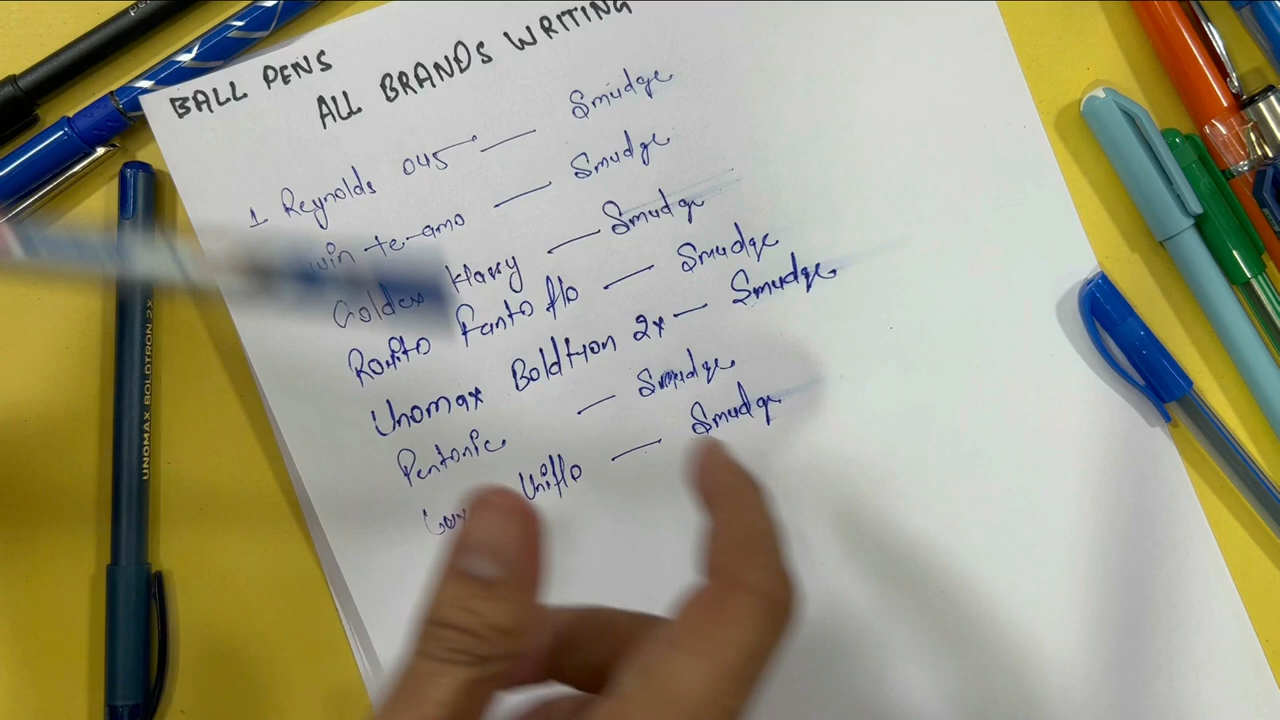 BALL PENS
ALL BRANDS WRITING
1 Reynolds 045 — Smudge
win te-amo — Smudge
Goldex Klassy — Smudge
Rorito Fanto flo — Smudge
Unomax Boldtron 2x — Smudge
Pentonic — Smudge
Uniflo — Smudge
UNOMAX BOLDTRON 2X